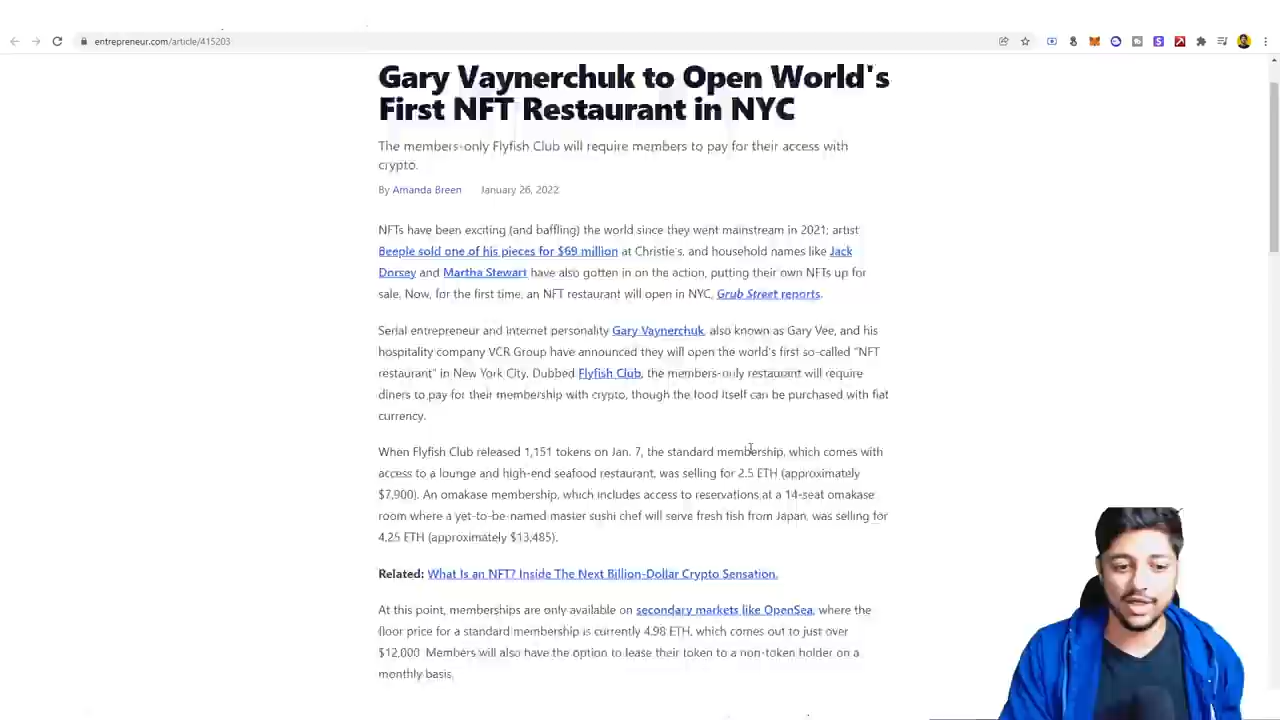 entrepreneur.com/article/415203
Gary Vaynerchuk to Open World's
First NFT Restaurant in NYC
The members-only Flyfish Club will require members to pay for their access with
crypto.
By Amanda Breen January 26, 2022
NFTs have been exciting (and baffling) the world since they went mainstream in 2021; artist
Beeple sold one of his pieces for $69 million at Christie's, and household names like Jack
Dorsey and Martha Stewart have also gotten in on the action, putting their own NFTs up for
sale. Now, for the first time, an NFT restaurant will open in NYC, Grub Street reports.
Serial entrepreneur and internet personality Gary Vaynerchuk, also known as Gary Vee, and his
hospitality company VCR Group have announced they will open the world's first so-called "NFT
restaurant" in New York City. Dubbed Flyfish Club, the members-only restaurant will require
diners to pay for their membership with crypto, though the food itself can be purchased with fiat
currency.
When Flyfish Club released 1,151 tokens on Jan. 7, the standard membership, which comes with
access to a lounge and high-end seafood restaurant, was selling for 2.5 ETH (approximately
$7,900). An omakase membership, which includes access to reservations at a 14-seat omakase
room where a yet-to-be-named master sushi chef will serve fresh fish from Japan, was selling for
4.25 ETH (approximately $13,485).
Related: What Is an NFT? Inside The Next Billion-Dollar Crypto Sensation.
At this point, memberships are only available on secondary markets like OpenSea, where the
floor price for a standard membership is currently 4.98 ETH, which comes out to just over
$12,000. Members will also have the option to lease their token to a non-token holder on a
monthly basis.